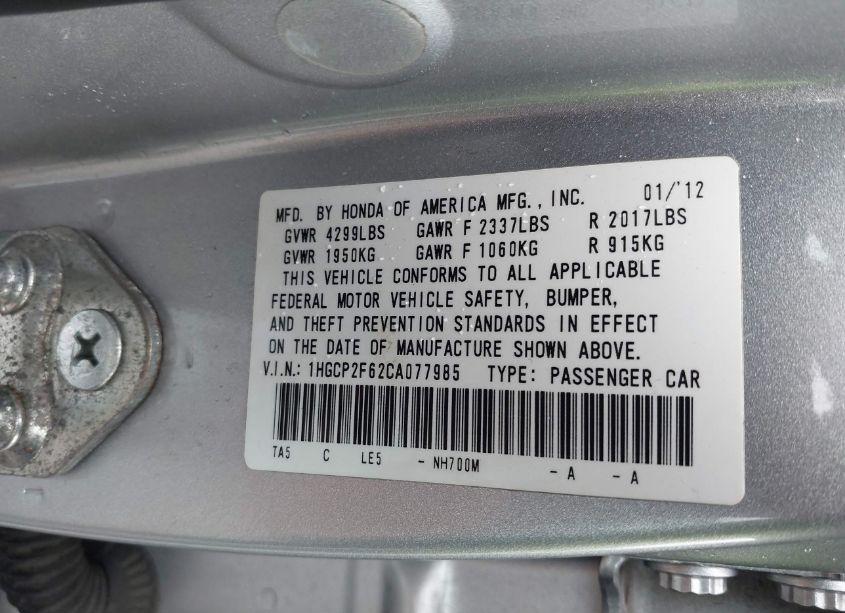 MFD. BY HONDA OF AMERICA MFG., INC. 01/'12
GVWR 4299LBS GAWR F 2337LBS R 2017LBS
GVWR 1950KG GAWR F 1060KG R 915KG
THIS VEHICLE CONFORMS TO ALL APPLICABLE
FEDERAL MOTOR VEHICLE SAFETY, BUMPER,
AND THEFT PREVENTION STANDARDS IN EFFECT
ON THE DATE OF MANUFACTURE SHOWN ABOVE.
V.I.N.: 1HGCP2F62CA077985 TYPE: PASSENGER CAR
TA5 C LE5 - NH700M - A - A